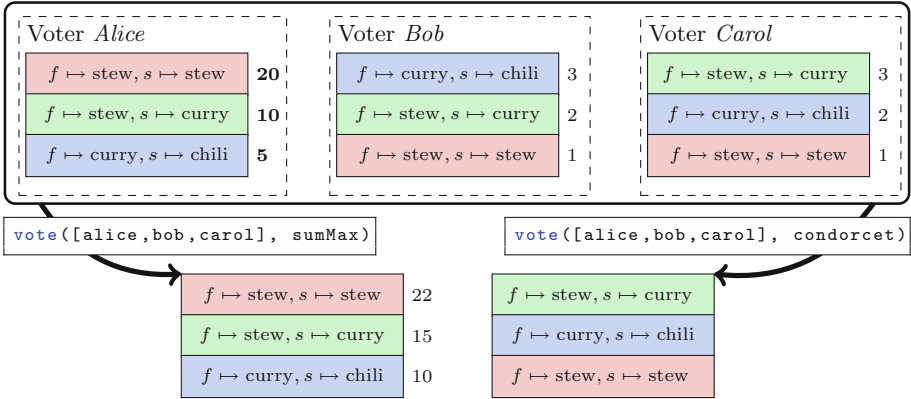 Voter Alice
f ↦ stew, s ↦ stew 20
f ↦ stew, s ↦ curry 10
f ↦ curry, s ↦ chili 5
Voter Bob
f ↦ curry, s ↦ chili 3
f ↦ stew, s ↦ curry 2
f ↦ stew, s ↦ stew 1
Voter Carol
f ↦ stew, s ↦ curry 3
f ↦ curry, s ↦ chili 2
f ↦ stew, s ↦ stew 1
vote([alice,bob,carol], sumMax)
vote([alice,bob,carol], condorcet)
f ↦ stew, s ↦ stew 22
f ↦ stew, s ↦ curry 15
f ↦ curry, s ↦ chili 10
f ↦ stew, s ↦ curry
f ↦ curry, s ↦ chili
f ↦ stew, s ↦ stew